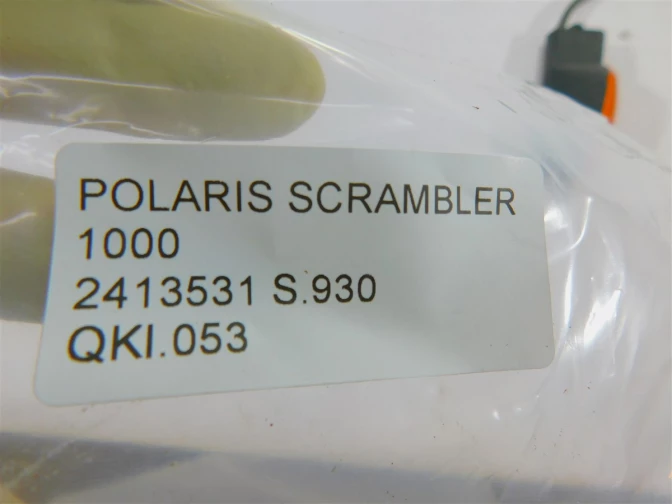 POLARIS SCRAMBLER
1000
2413531 S.930
QKI.053